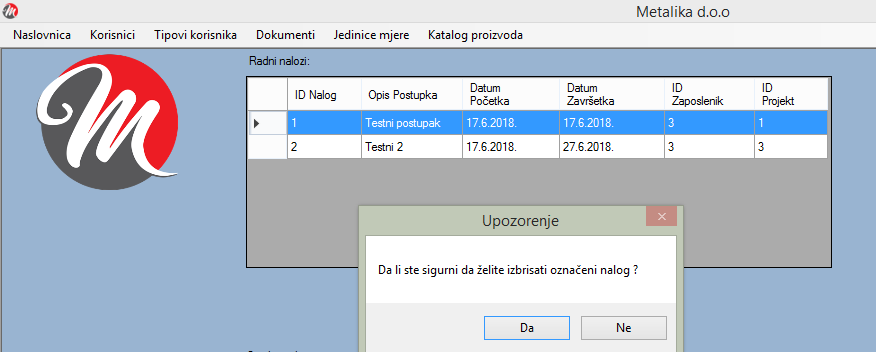 Metalika d.o.o
Naslovnica Korisnici Tipovi korisnika Dokumenti Jedinice mjere Katalog proizvoda
Radni nalozi:
ID Nalog Opis Postupka Datum Početka Datum Završetka ID Zaposlenik ID Projekt
1 Testni postupak 17.6.2018. 17.6.2018. 3 1
2 Testni 2 17.6.2018. 27.6.2018. 3 3
Upozorenje
Da li ste sigurni da želite izbrisati označeni nalog ?
Da Ne